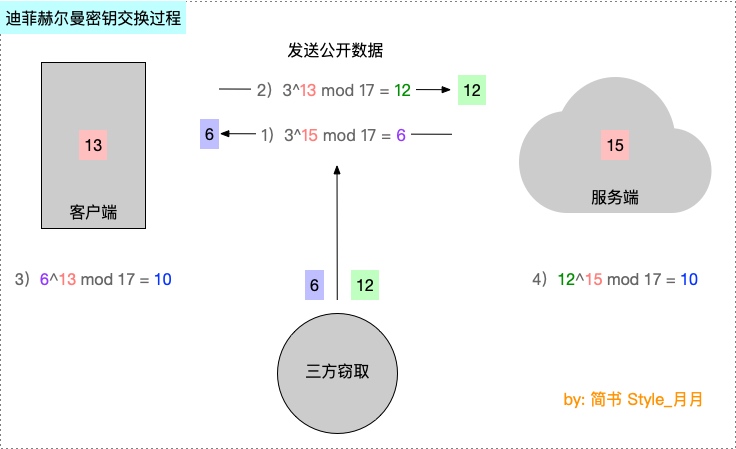 迪菲赫尔曼密钥交换过程
发送公开数据
2）3^13 mod 17 = 12
12
6
1）3^15 mod 17 = 6
13
客户端
15
服务端
3）6^13 mod 17 = 10
6
12
4）12^15 mod 17 = 10
三方窃取
by: 简书 Style_月月